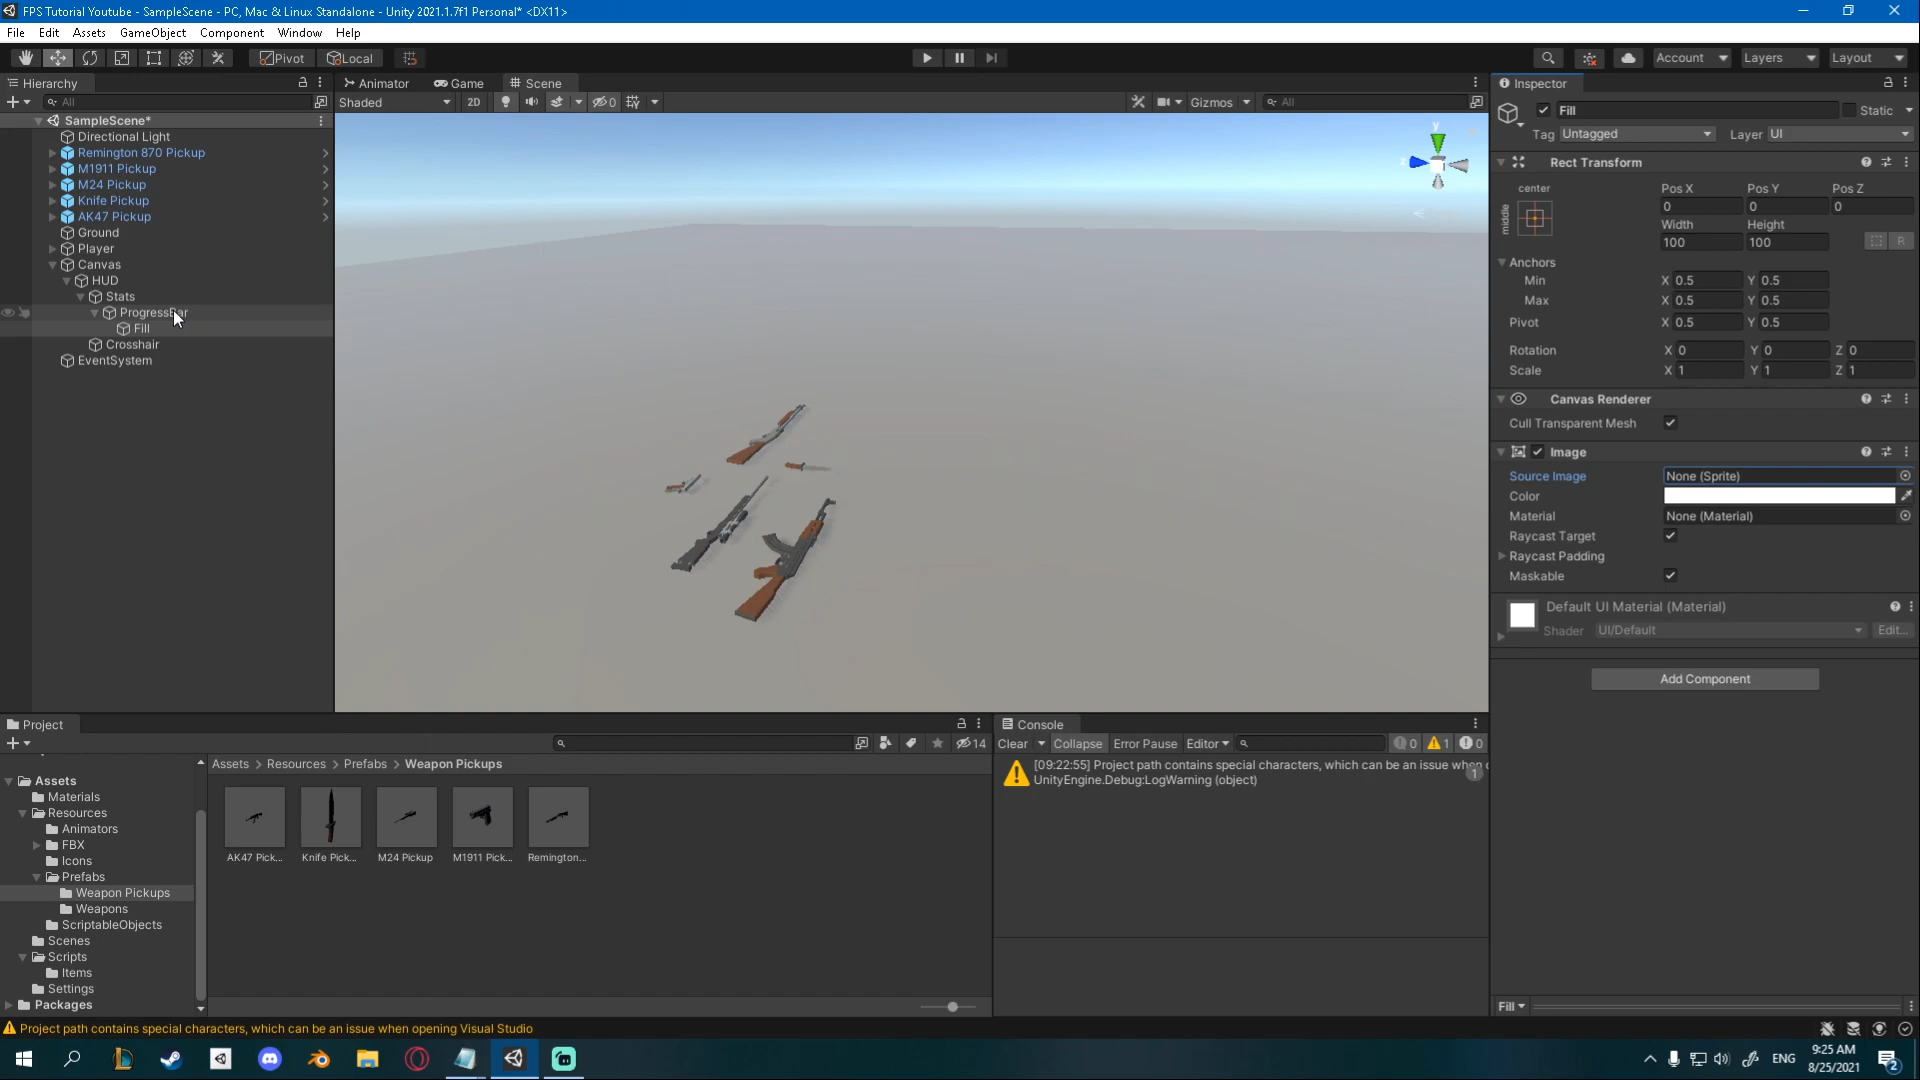 FPS Tutorial Youtube - SampleScene - PC, Mac & Linux Standalone - Unity 2021.1.7f1 Personal* <DX11>
File Edit Assets GameObject Component Window Help
Pivot Local Account Layers Layout
Hierarchy
All
SampleScene*
Directional Light
Remington 870 Pickup
M1911 Pickup
M24 Pickup
Knife Pickup
AK47 Pickup
Ground
Player
Canvas
HUD
Stats
ProgressBar
Fill
Crosshair
EventSystem
Animator Game Scene
Shaded 2D 0 Gizmos All
y
Inspector
Fill Static
Tag Untagged Layer UI
Rect Transform
center
middle
Pos X Pos Y Pos Z
0 0 0
Width Height
100 100 R
Anchors
Min X 0.5 Y 0.5
Max X 0.5 Y 0.5
Pivot X 0.5 Y 0.5
Rotation X 0 Y 0 Z 0
Scale X 1 Y 1 Z 1
Canvas Renderer
Cull Transparent Mesh
Image
Source Image None (Sprite)
Color
Material None (Material)
Raycast Target
Raycast Padding
Maskable
Default UI Material (Material)
Shader UI/Default Edit...
Add Component
Fill
Project
14
Assets
Materials
Resources
Animators
FBX
Icons
Prefabs
Weapon Pickups
Weapons
ScriptableObjects
Scenes
Scripts
Items
Settings
Packages
Assets > Resources > Prefabs > Weapon Pickups
AK47 Pick... Knife Pick... M24 Pickup M1911 Pick... Remington...
Console
Clear Collapse Error Pause Editor 0 1 0
[09:22:55] Project path contains special characters, which can be an issue when
UnityEngine.Debug:LogWarning (object)
1
Project path contains special characters, which can be an issue when opening Visual Studio
ENG
9:25 AM
8/25/2021
2